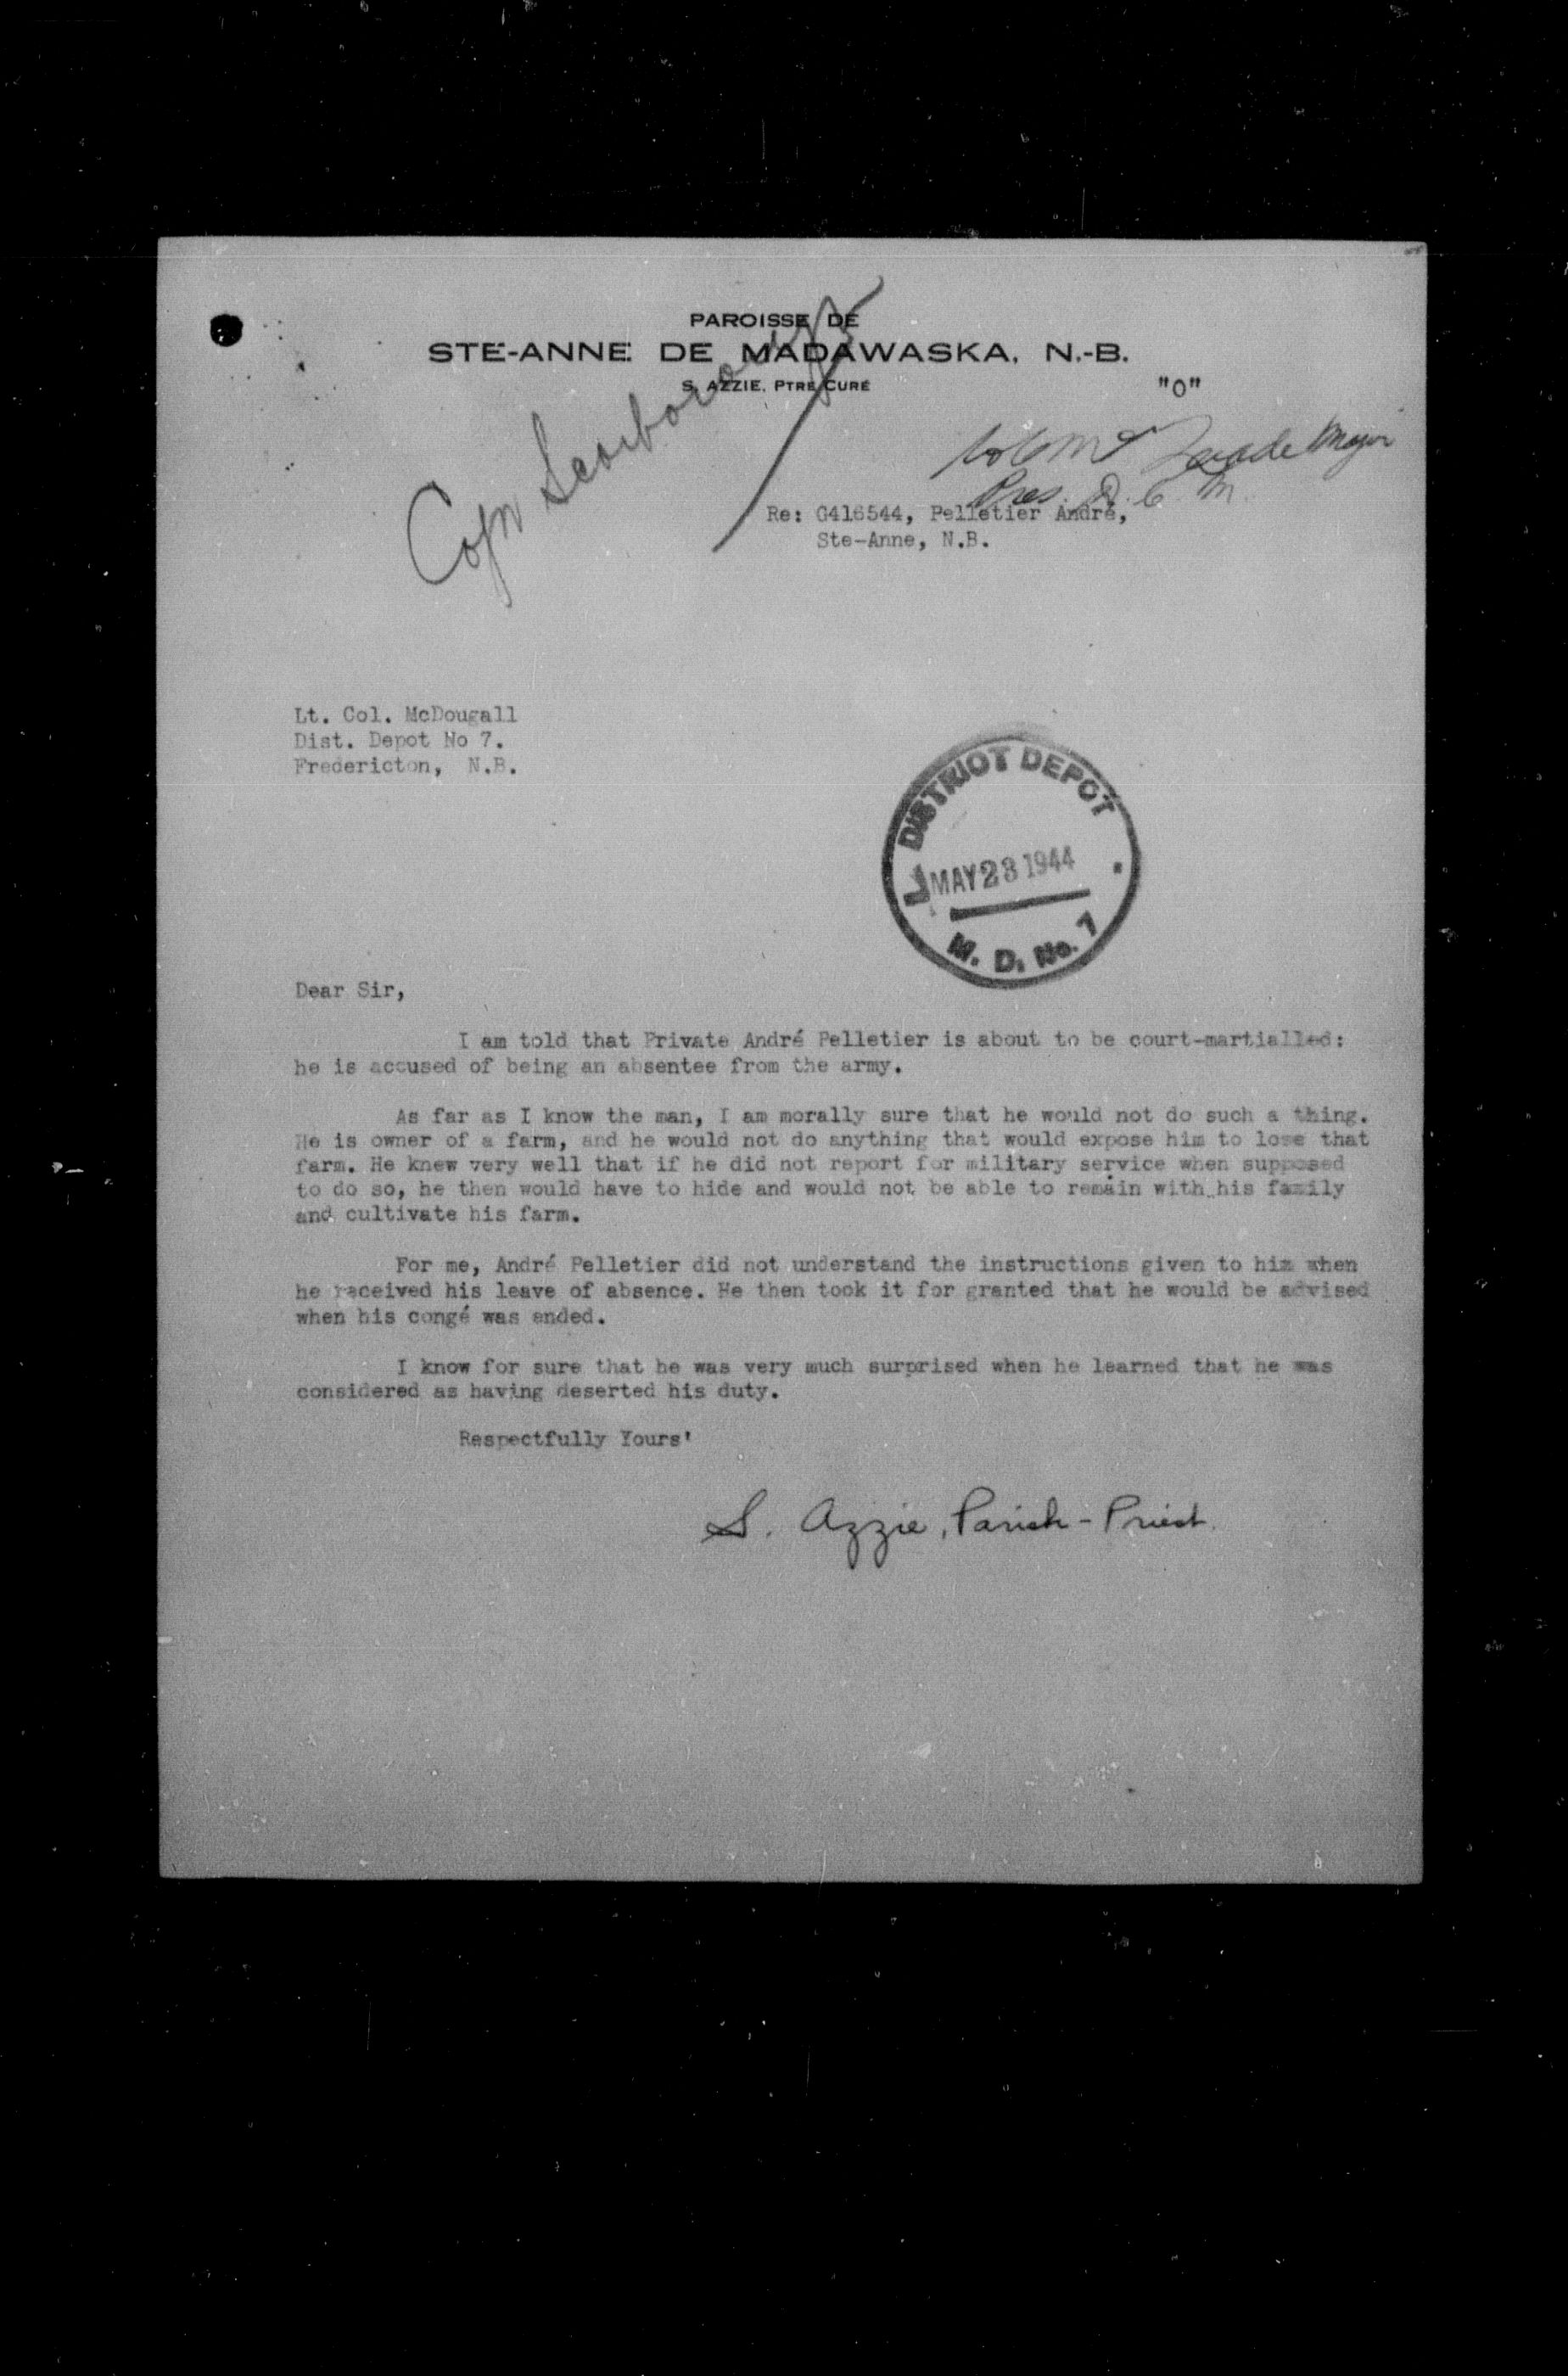 PAROISSE DE
STE-ANNE DE MADAWASKA, N.-B.
S. AZZIE, PTRE CURÉ
"O"
Scarborough
Major
Pres. D. C. M.
Re: G416544, Pelletier André,
Ste-Anne, N.B.
Lt. Col. McDougall
Dist. Depot No 7.
Fredericton, N.B.
DISTRICT DEPOT
MAY 23 1944
M. D. No. 7
Dear Sir,
I am told that Private André Pelletier is about to be court-martialled:
he is accused of being an absentee from the army.
As far as I know the man, I am morally sure that he would not do such a thing.
He is owner of a farm, and he would not do anything that would expose him to lose that
farm. He knew very well that if he did not report for military service when supposed
to do so, he then would have to hide and would not be able to remain with his family
and cultivate his farm.
For me, André Pelletier did not understand the instructions given to him when
he received his leave of absence. He then took it for granted that he would be advised
when his congé was ended.
I know for sure that he was very much surprised when he learned that he was
considered as having deserted his duty.
Respectfully Yours'
S. Azzie, Parish-Priest.